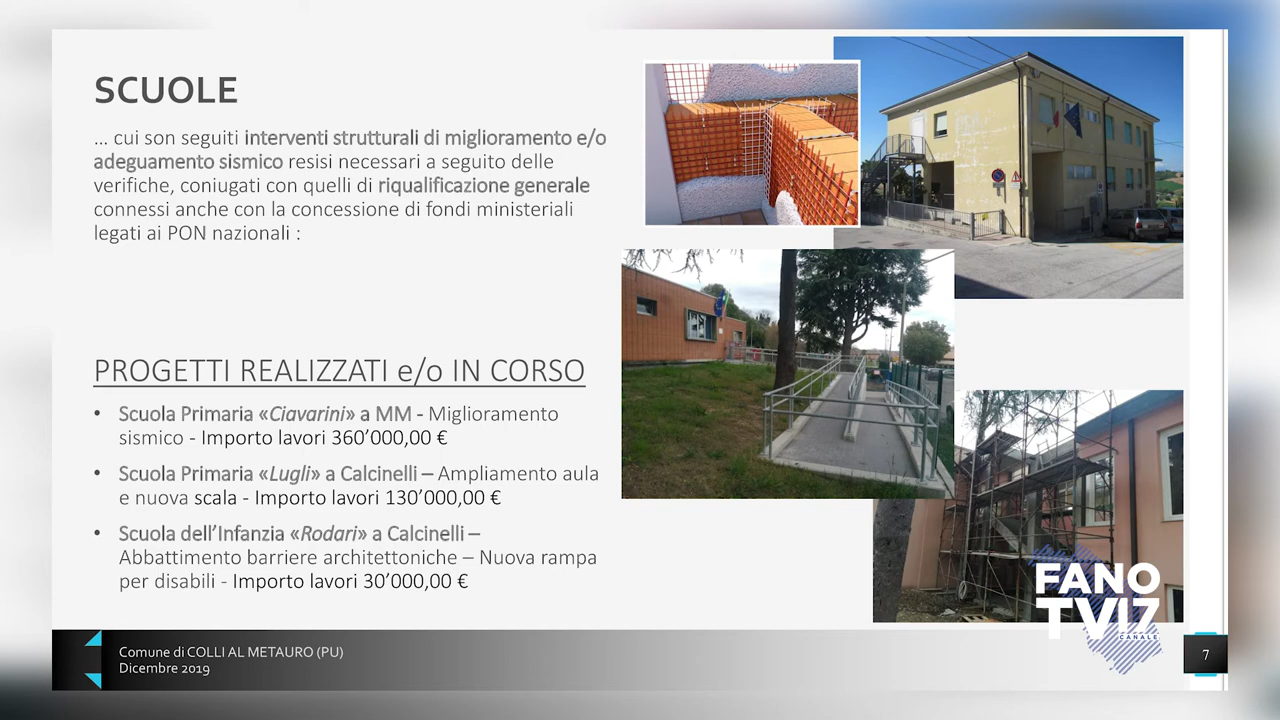 SCUOLE
... cui son seguiti interventi strutturali di miglioramento e/o
adeguamento sismico resisi necessari a seguito delle
verifiche, coniugati con quelli di riqualificazione generale
connessi anche con la concessione di fondi ministeriali
legati ai PON nazionali :
PROGETTI REALIZZATI e/o IN CORSO
• Scuola Primaria «Ciavarini» a MM - Miglioramento
sismico - Importo lavori 360’000,00 €
• Scuola Primaria «Lugli» a Calcinelli – Ampliamento aula
e nuova scala - Importo lavori 130’000,00 €
• Scuola dell’Infanzia «Rodari» a Calcinelli –
Abbattimento barriere architettoniche – Nuova rampa
per disabili - Importo lavori 30’000,00 €
FANO
TV17
CANALE
Comune di COLLI AL METAURO (PU)
Dicembre 2019
7